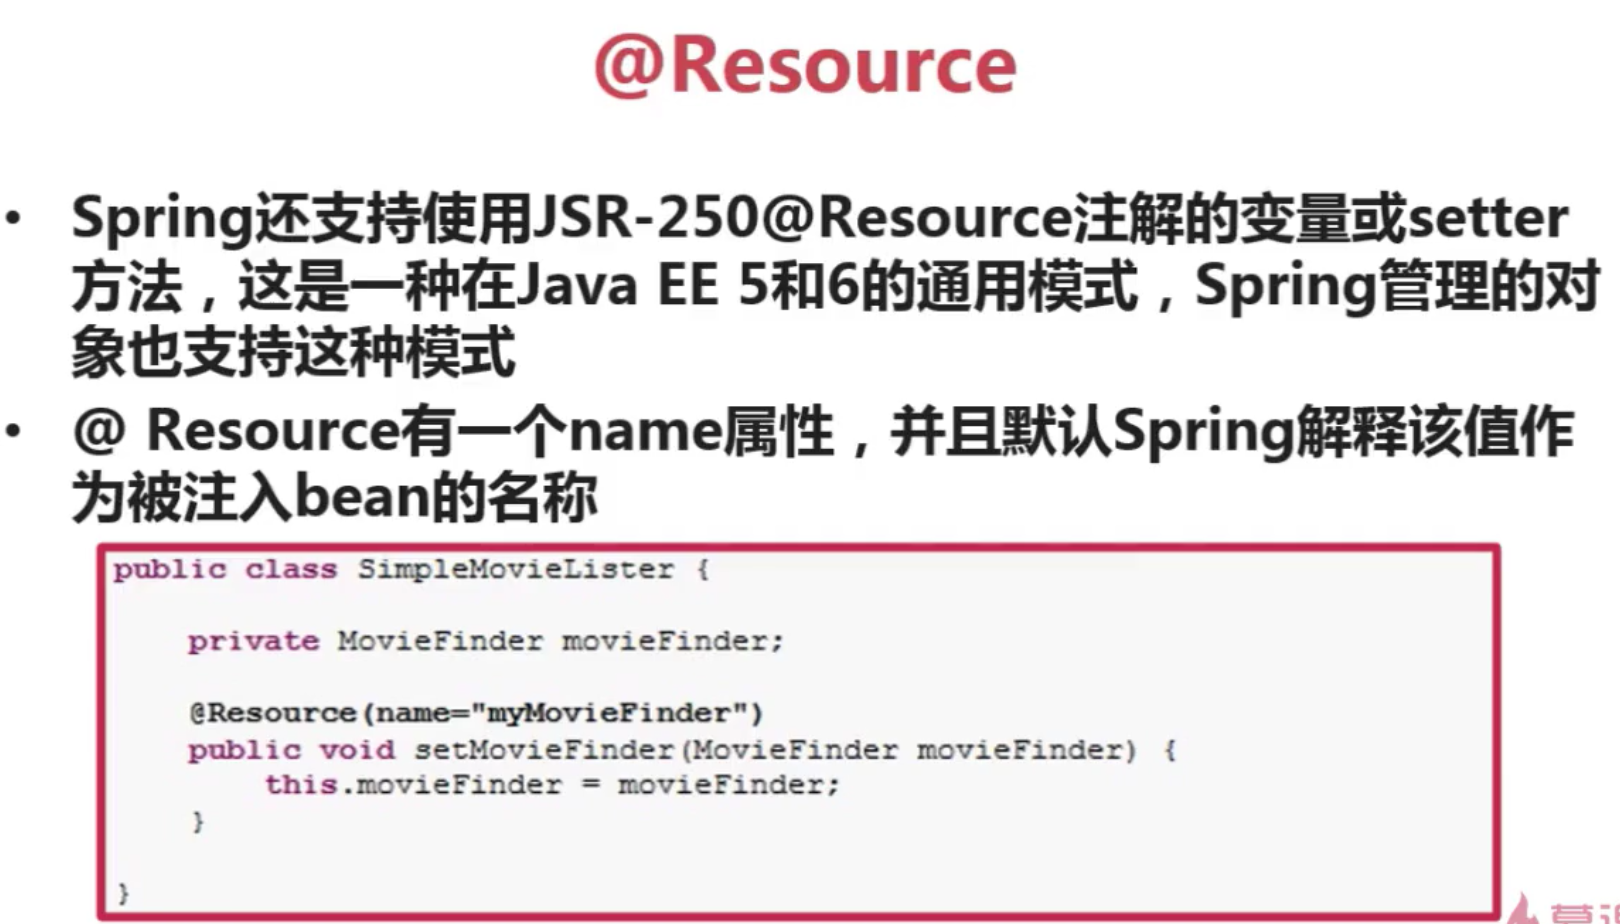 @Resource
• Spring还支持使用JSR-250@Resource注解的变量或setter
方法，这是一种在Java EE 5和6的通用模式，Spring管理的对
象也支持这种模式
• @ Resource有一个name属性，并且默认Spring解释该值作
为被注入bean的名称
public class SimpleMovieLister {
private MovieFinder movieFinder;
@Resource(name="myMovieFinder")
public void setMovieFinder(MovieFinder movieFinder) {
this.movieFinder = movieFinder;
}
}